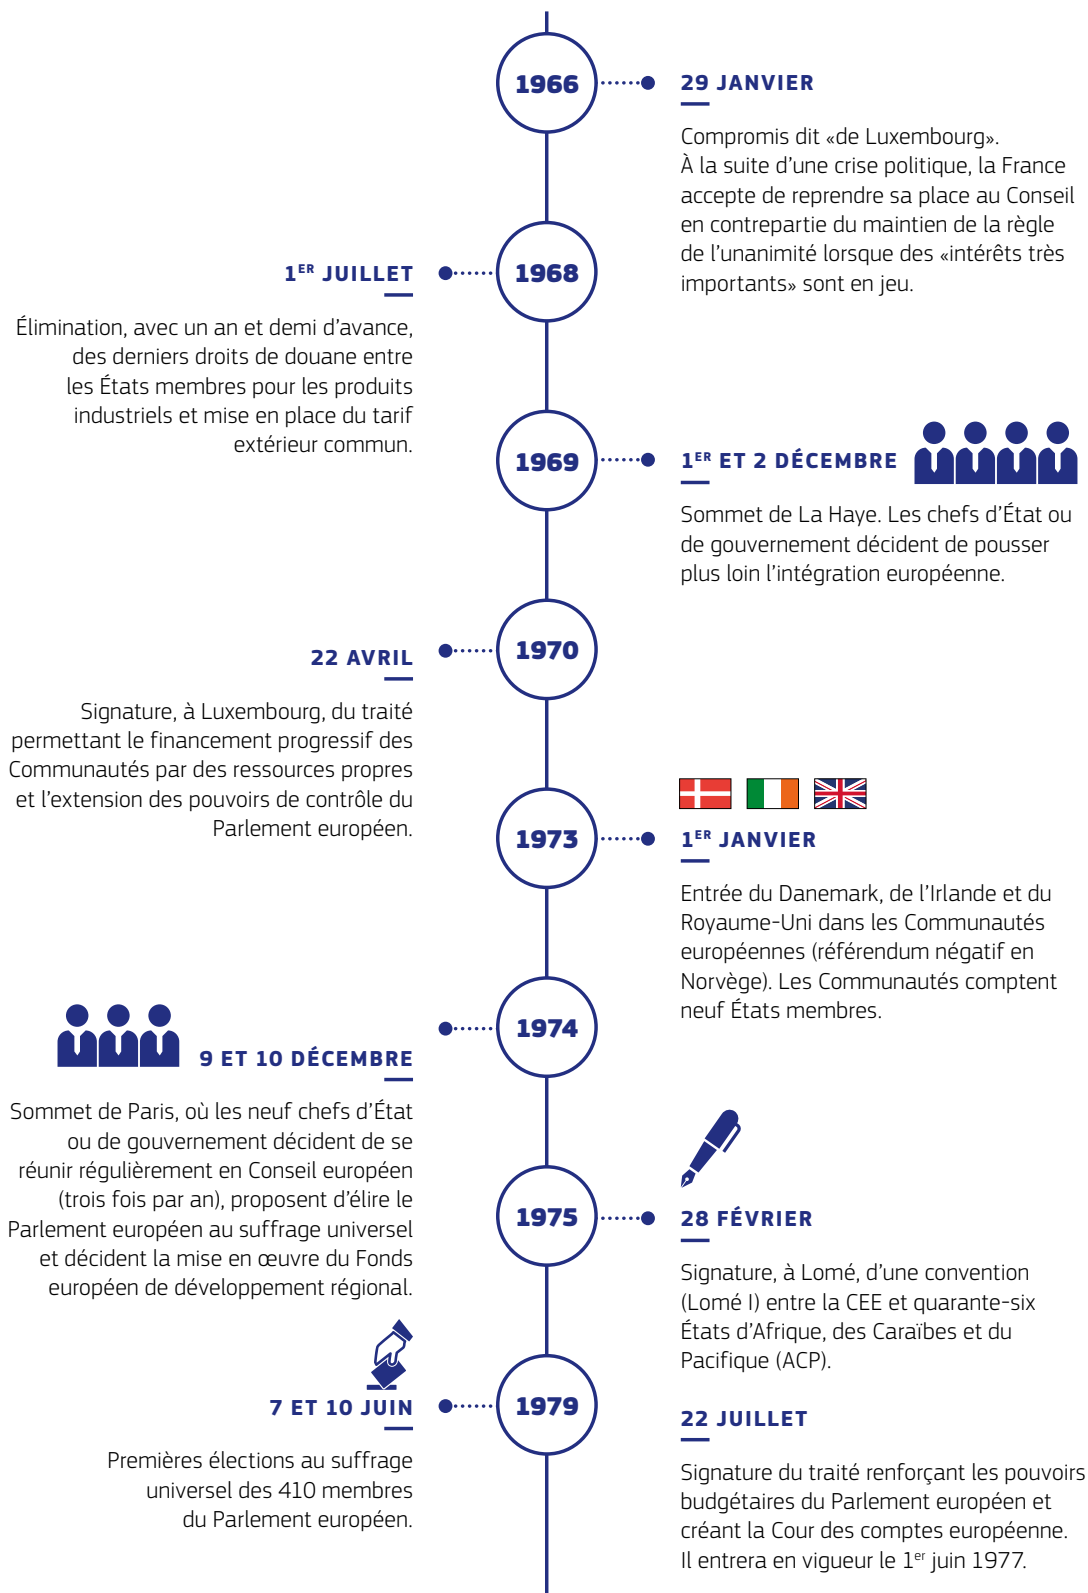 1966
29 JANVIER
Compromis dit «de Luxembourg».
À la suite d’une crise politique, la France
accepte de reprendre sa place au Conseil
en contrepartie du maintien de la règle
de l’unanimité lorsque des «intérêts très
importants» sont en jeu.
1968
1ER JUILLET
Élimination, avec un an et demi d’avance,
des derniers droits de douane entre
les États membres pour les produits
industriels et mise en place du tarif
extérieur commun.
1969
1ER ET 2 DÉCEMBRE
Sommet de La Haye. Les chefs d’État ou
de gouvernement décident de pousser
plus loin l’intégration européenne.
1970
22 AVRIL
Signature, à Luxembourg, du traité
permettant le financement progressif des
Communautés par des ressources propres
et l’extension des pouvoirs de contrôle du
Parlement européen.
1973
1ER JANVIER
Entrée du Danemark, de l’Irlande et du
Royaume-Uni dans les Communautés
européennes (référendum négatif en
Norvège). Les Communautés comptent
neuf États membres.
1974
9 ET 10 DÉCEMBRE
Sommet de Paris, où les neuf chefs d’État
ou de gouvernement décident de se
réunir régulièrement en Conseil européen
(trois fois par an), proposent d’élire le
Parlement européen au suffrage universel
et décident la mise en œuvre du Fonds
européen de développement régional.
1975
28 FÉVRIER
Signature, à Lomé, d’une convention
(Lomé I) entre la CEE et quarante-six
États d’Afrique, des Caraïbes et du
Pacifique (ACP).
22 JUILLET
Signature du traité renforçant les pouvoirs
budgétaires du Parlement européen et
créant la Cour des comptes européenne.
Il entrera en vigueur le 1er juin 1977.
1979
7 ET 10 JUIN
Premières élections au suffrage
universel des 410 membres
du Parlement européen.